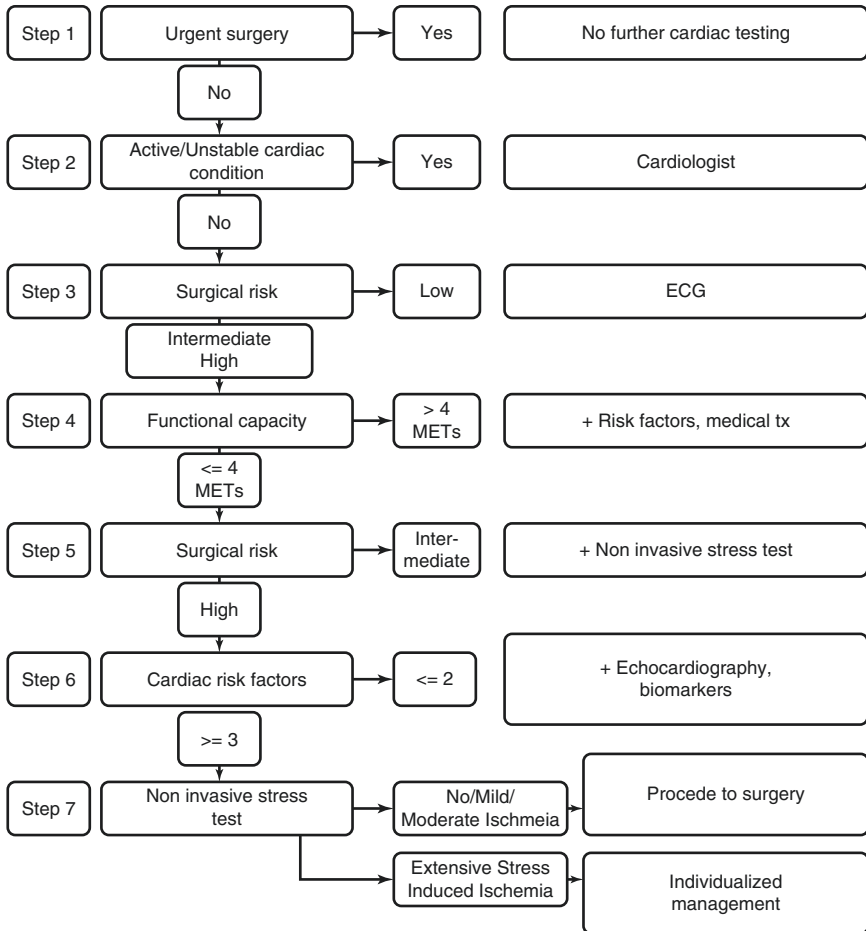 Step 1
Urgent surgery
Yes
No further cardiac testing
No
Step 2
Active/Unstable cardiac
condition
Yes
Cardiologist
No
Step 3
Surgical risk
Low
ECG
Intermediate
High
Step 4
Functional capacity
> 4
METs
+ Risk factors, medical tx
<= 4
METs
Step 5
Surgical risk
Inter-
mediate
+ Non invasive stress test
High
Step 6
Cardiac risk factors
<= 2
+ Echocardiography,
biomarkers
>= 3
Step 7
Non invasive stress
test
No/Mild/
Moderate Ischmeia
Procede to surgery
Extensive Stress
Induced Ischemia
Individualized
management